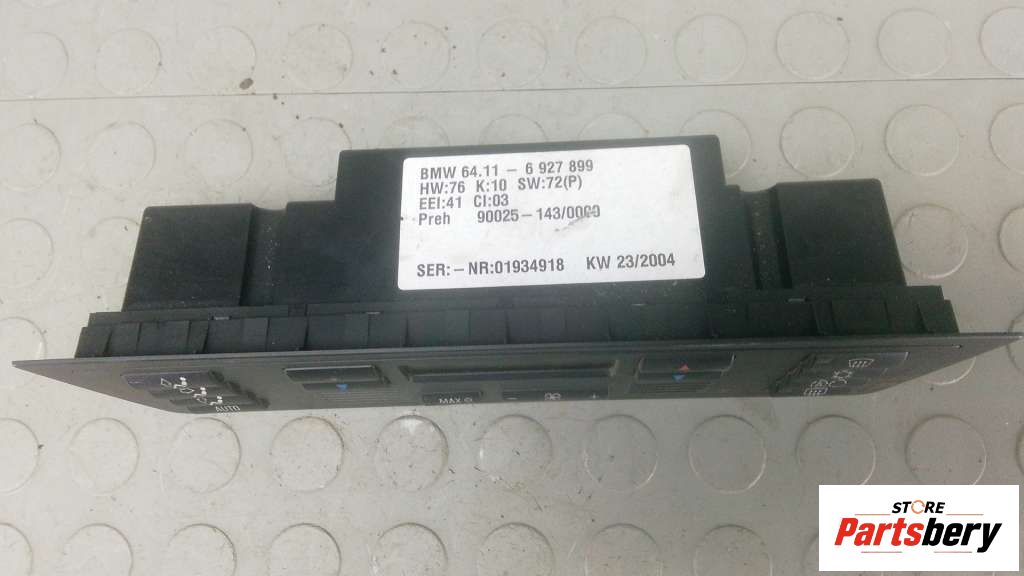 BMW 64.11 – 6 927 899
HW:76 K:10 SW:72(P)
EEI:41 CI:03
Preh 90025-143/0000
SER:-NR:01934918 KW 23/2004
AUTO
MAX
- +
STORE
Partsbery